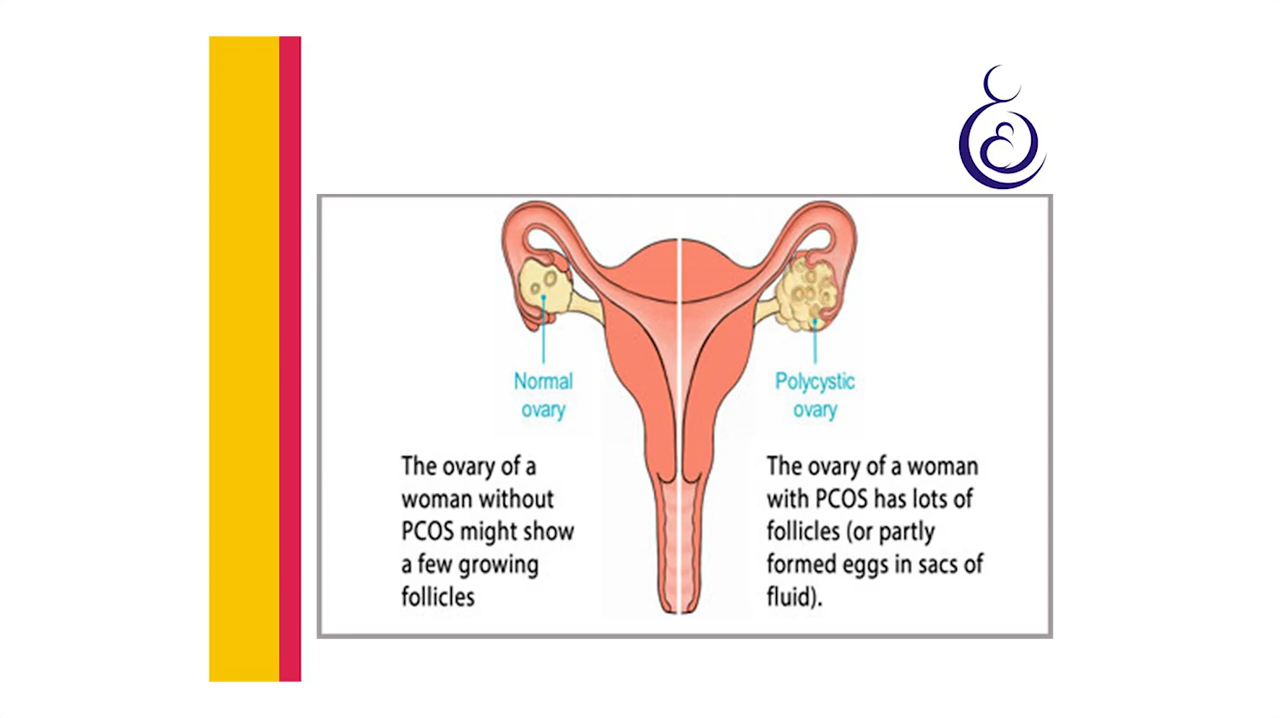 Normal
ovary
Polycystic
ovary
The ovary of a
woman without
PCOS might show
a few growing
follicles
The ovary of a woman
with PCOS has lots of
follicles (or partly
formed eggs in sacs of
fluid).